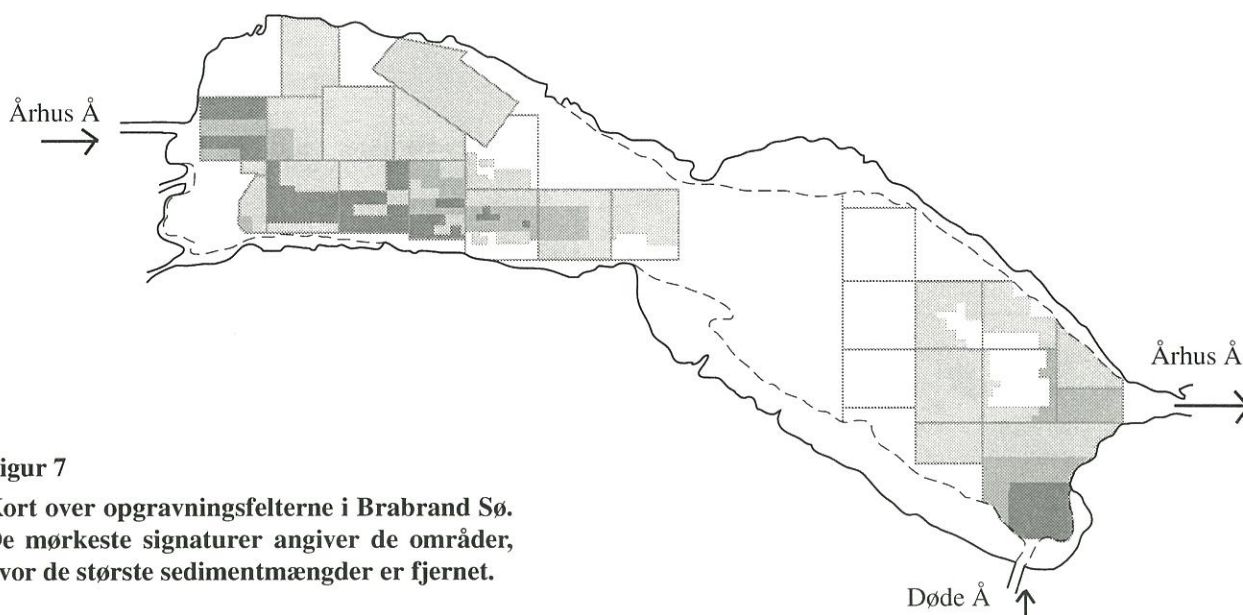 Århus Å
Århus Å
igur 7
ort over opgravningsfelterne i Brabrand Sø.
e mørkeste signaturer angiver de områder,
vor de største sedimentmængder er fjernet.
Døde Å